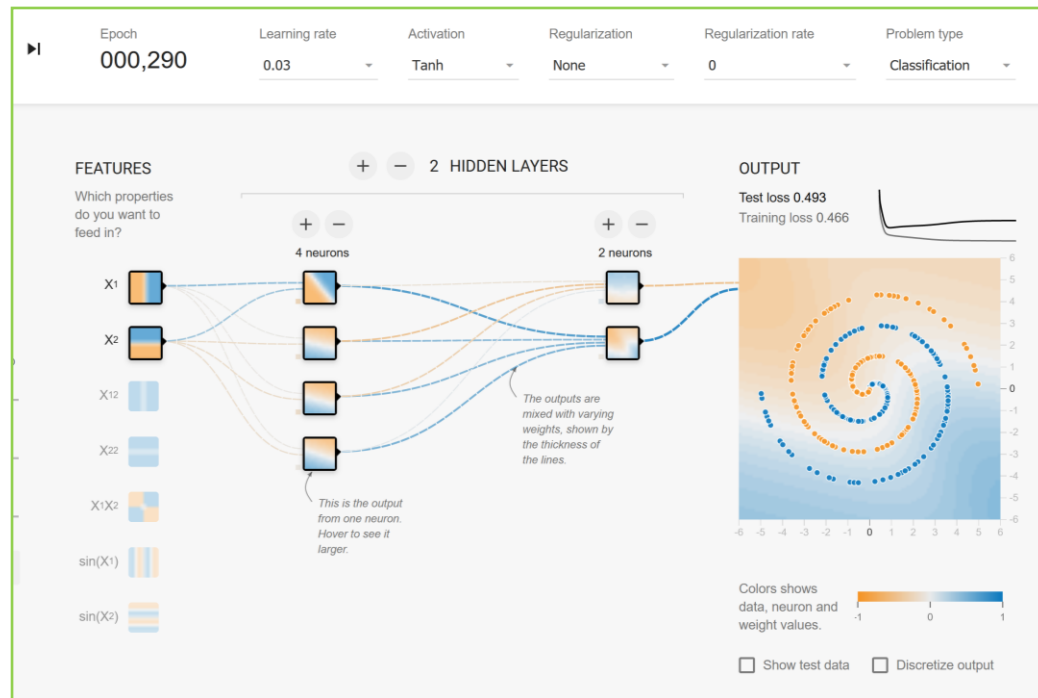 Epoch
000,290
Learning rate
0.03
Activation
Tanh
Regularization
None
Regularization rate
0
Problem type
Classification
FEATURES
Which properties
do you want to
feed in?
+ − 2 HIDDEN LAYERS
+ −
4 neurons
+ −
2 neurons
X1
X2
X12
X22
X1X2
sin(X1)
sin(X2)
This is the output
from one neuron.
Hover to see it
larger.
The outputs are
mixed with varying
weights, shown by
the thickness of
the lines.
OUTPUT
Test loss 0.493
Training loss 0.466
6
5
4
3
2
1
0
-1
-2
-3
-4
-5
-6
-6 -5 -4 -3 -2 -1 0 1 2 3 4 5 6
Colors shows
data, neuron and
weight values.
-1 0 1
Show test data
Discretize output